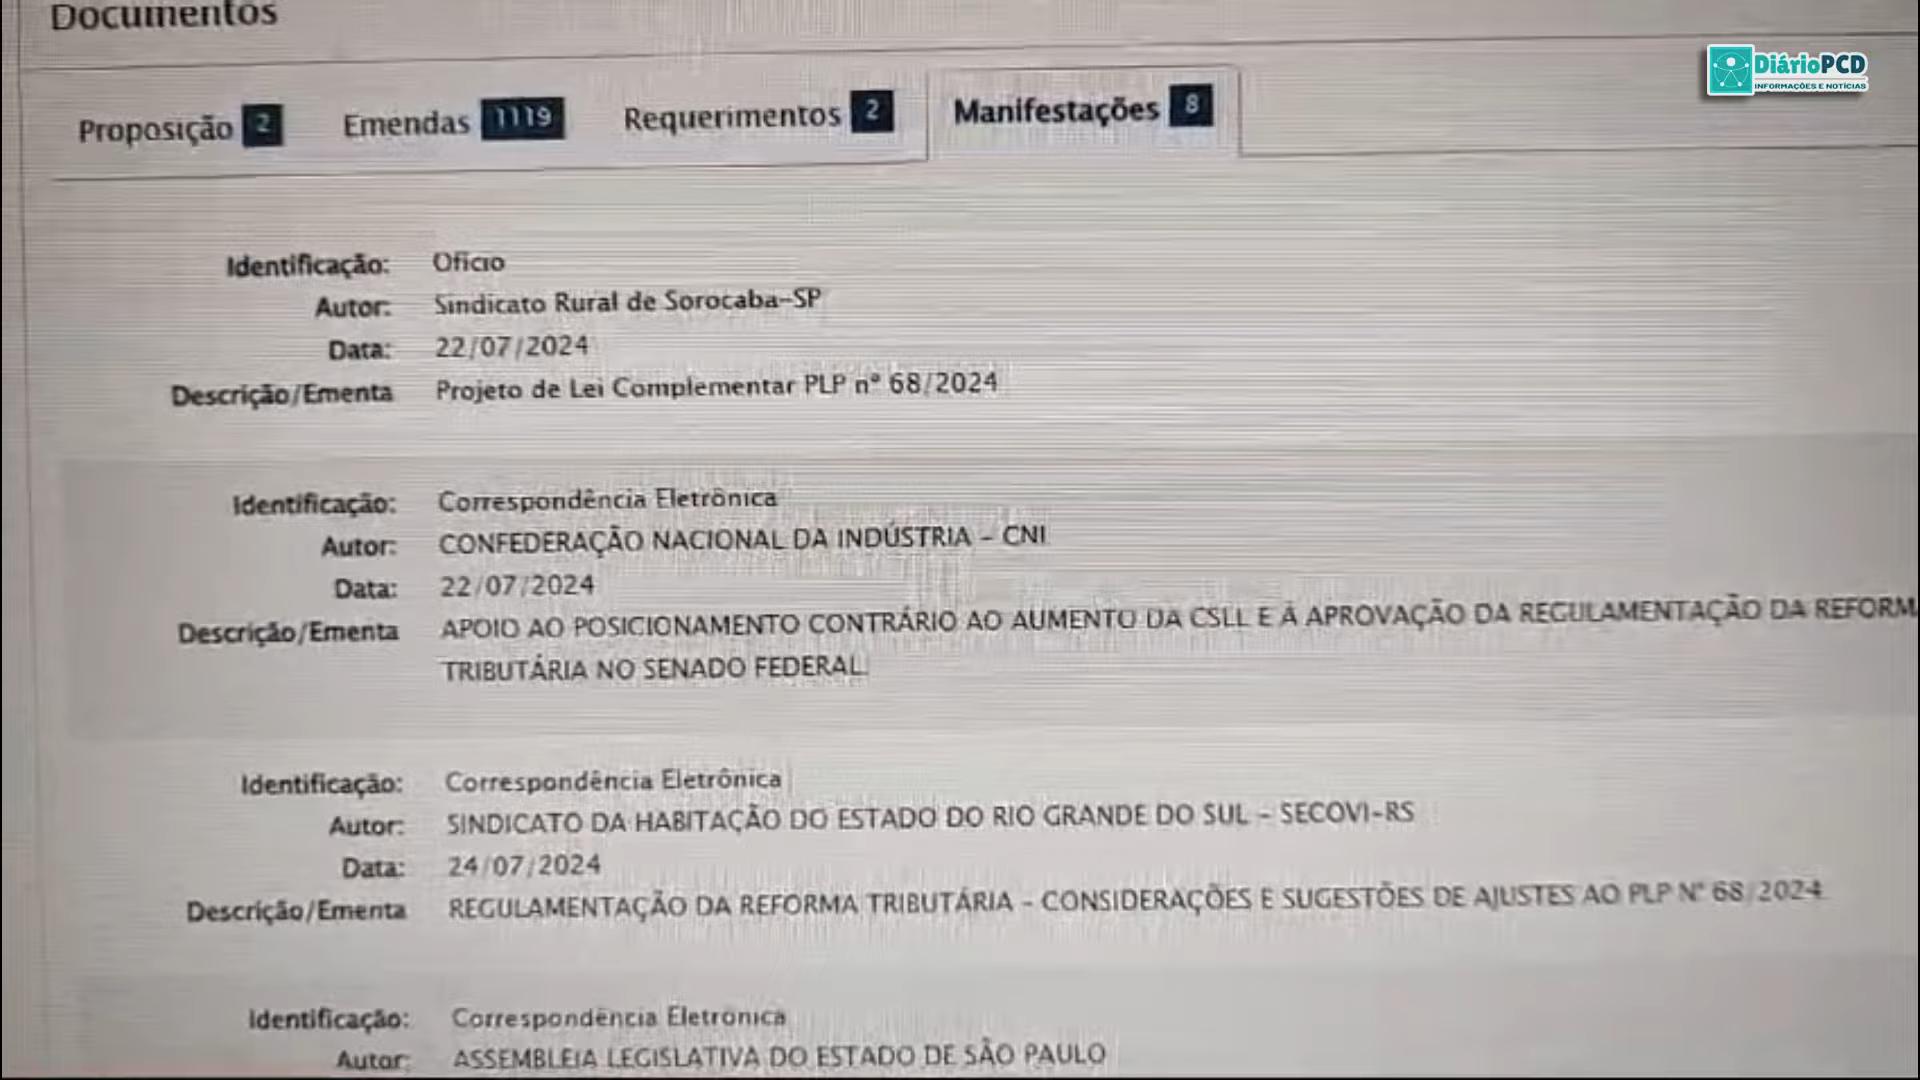 Documentos
DiárioPCD
INFORMAÇÕES E NOTÍCIAS
Proposição 2 Emendas 1119 Requerimentos 2 Manifestações 8
Identificação: Ofício
Autor: Sindicato Rural de Sorocaba-SP
Data: 22/07/2024
Descrição/Ementa Projeto de Lei Complementar PLP nº 68/2024
Identificação: Correspondência Eletrônica
Autor: CONFEDERAÇÃO NACIONAL DA INDÚSTRIA - CNI
Data: 22/07/2024
Descrição/Ementa APOIO AO POSICIONAMENTO CONTRÁRIO AO AUMENTO DA CSLL E À APROVAÇÃO DA REGULAMENTAÇÃO DA REFORM
TRIBUTÁRIA NO SENADO FEDERAL.
Identificação: Correspondência Eletrônica
Autor: SINDICATO DA HABITAÇÃO DO ESTADO DO RIO GRANDE DO SUL - SECOVI-RS
Data: 24/07/2024
Descrição/Ementa REGULAMENTAÇÃO DA REFORMA TRIBUTÁRIA - CONSIDERAÇÕES E SUGESTÕES DE AJUSTES AO PLP Nº 68/2024
Identificação: Correspondência Eletrônica
Autor: ASSEMBLEIA LEGISLATIVA DO ESTADO DE SÃO PAULO